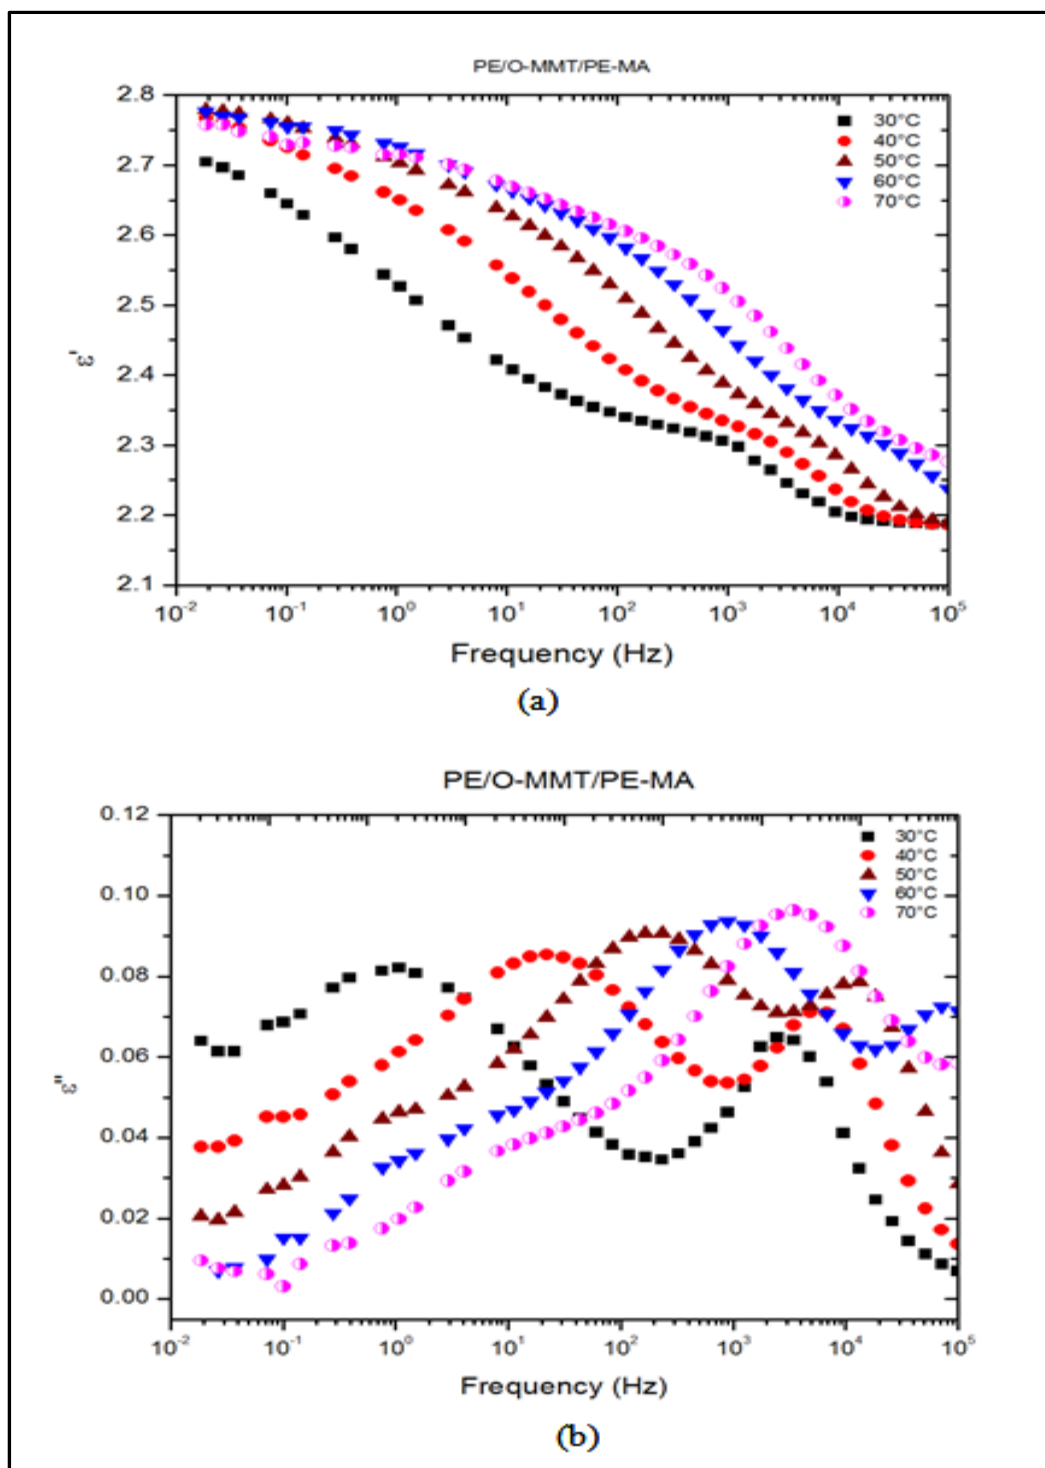 PE/O-MMT/PE-MA
2.8
2.7
2.6
2.5
2.4
2.3
2.2
2.1
ε'
30°C
40°C
50°C
60°C
70°C
10⁻² 10⁻¹ 10⁰ 10¹ 10² 10³ 10⁴ 10⁵
Frequency (Hz)
(a)
PE/O-MMT/PE-MA
0.12
0.10
0.08
0.06
0.04
0.02
0.00
ε"
30°C
40°C
50°C
60°C
70°C
10⁻² 10⁻¹ 10⁰ 10¹ 10² 10³ 10⁴ 10⁵
Frequency (Hz)
(b)